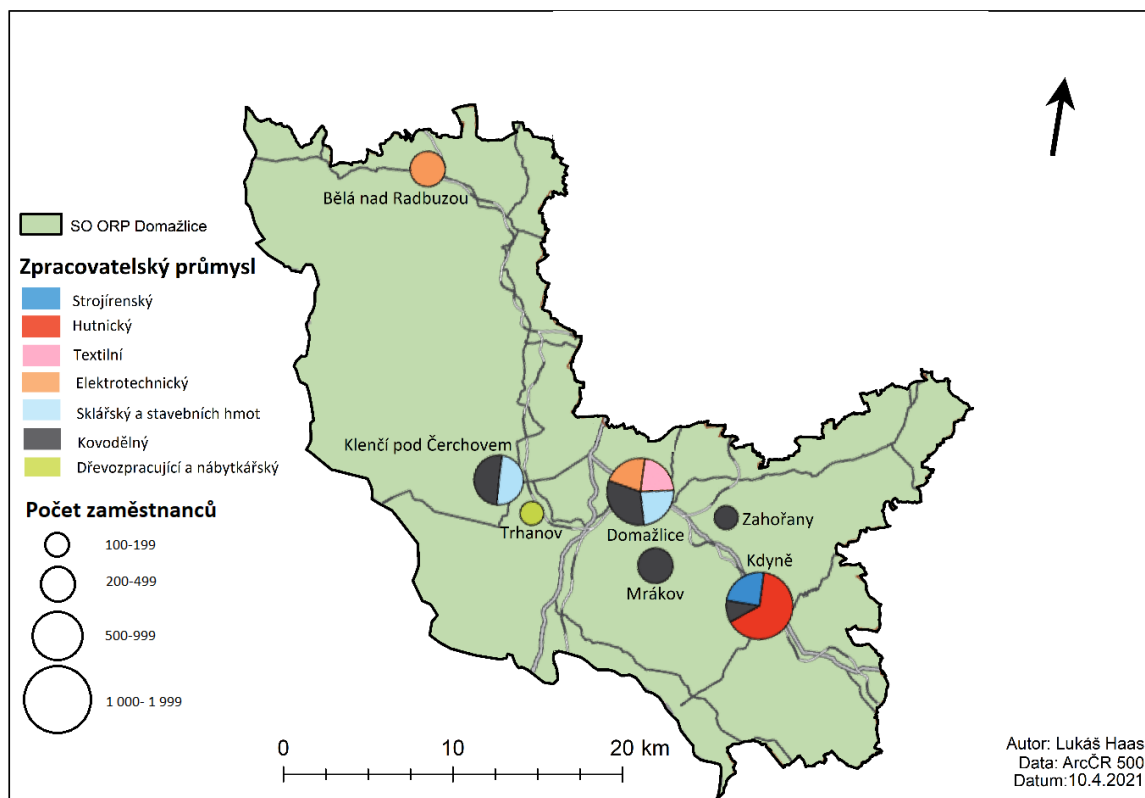 Bělá nad Radbuzou
SO ORP Domažlice
Zpracovatelský průmysl
Strojírenský
Hutnický
Textilní
Elektrotechnický
Sklářský a stavebních hmot
Kovodělný
Dřevozpracující a nábytkářský
Klenčí pod Čerchovem
Trhanov
Domažlice
Zahořany
Mrákov
Kdyně
Počet zaměstnanců
100-199
200-499
500-999
1 000- 1 999
0 10 20 km
Autor: Lukáš Haas
Data: ArcČR 500
Datum:10.4.2021